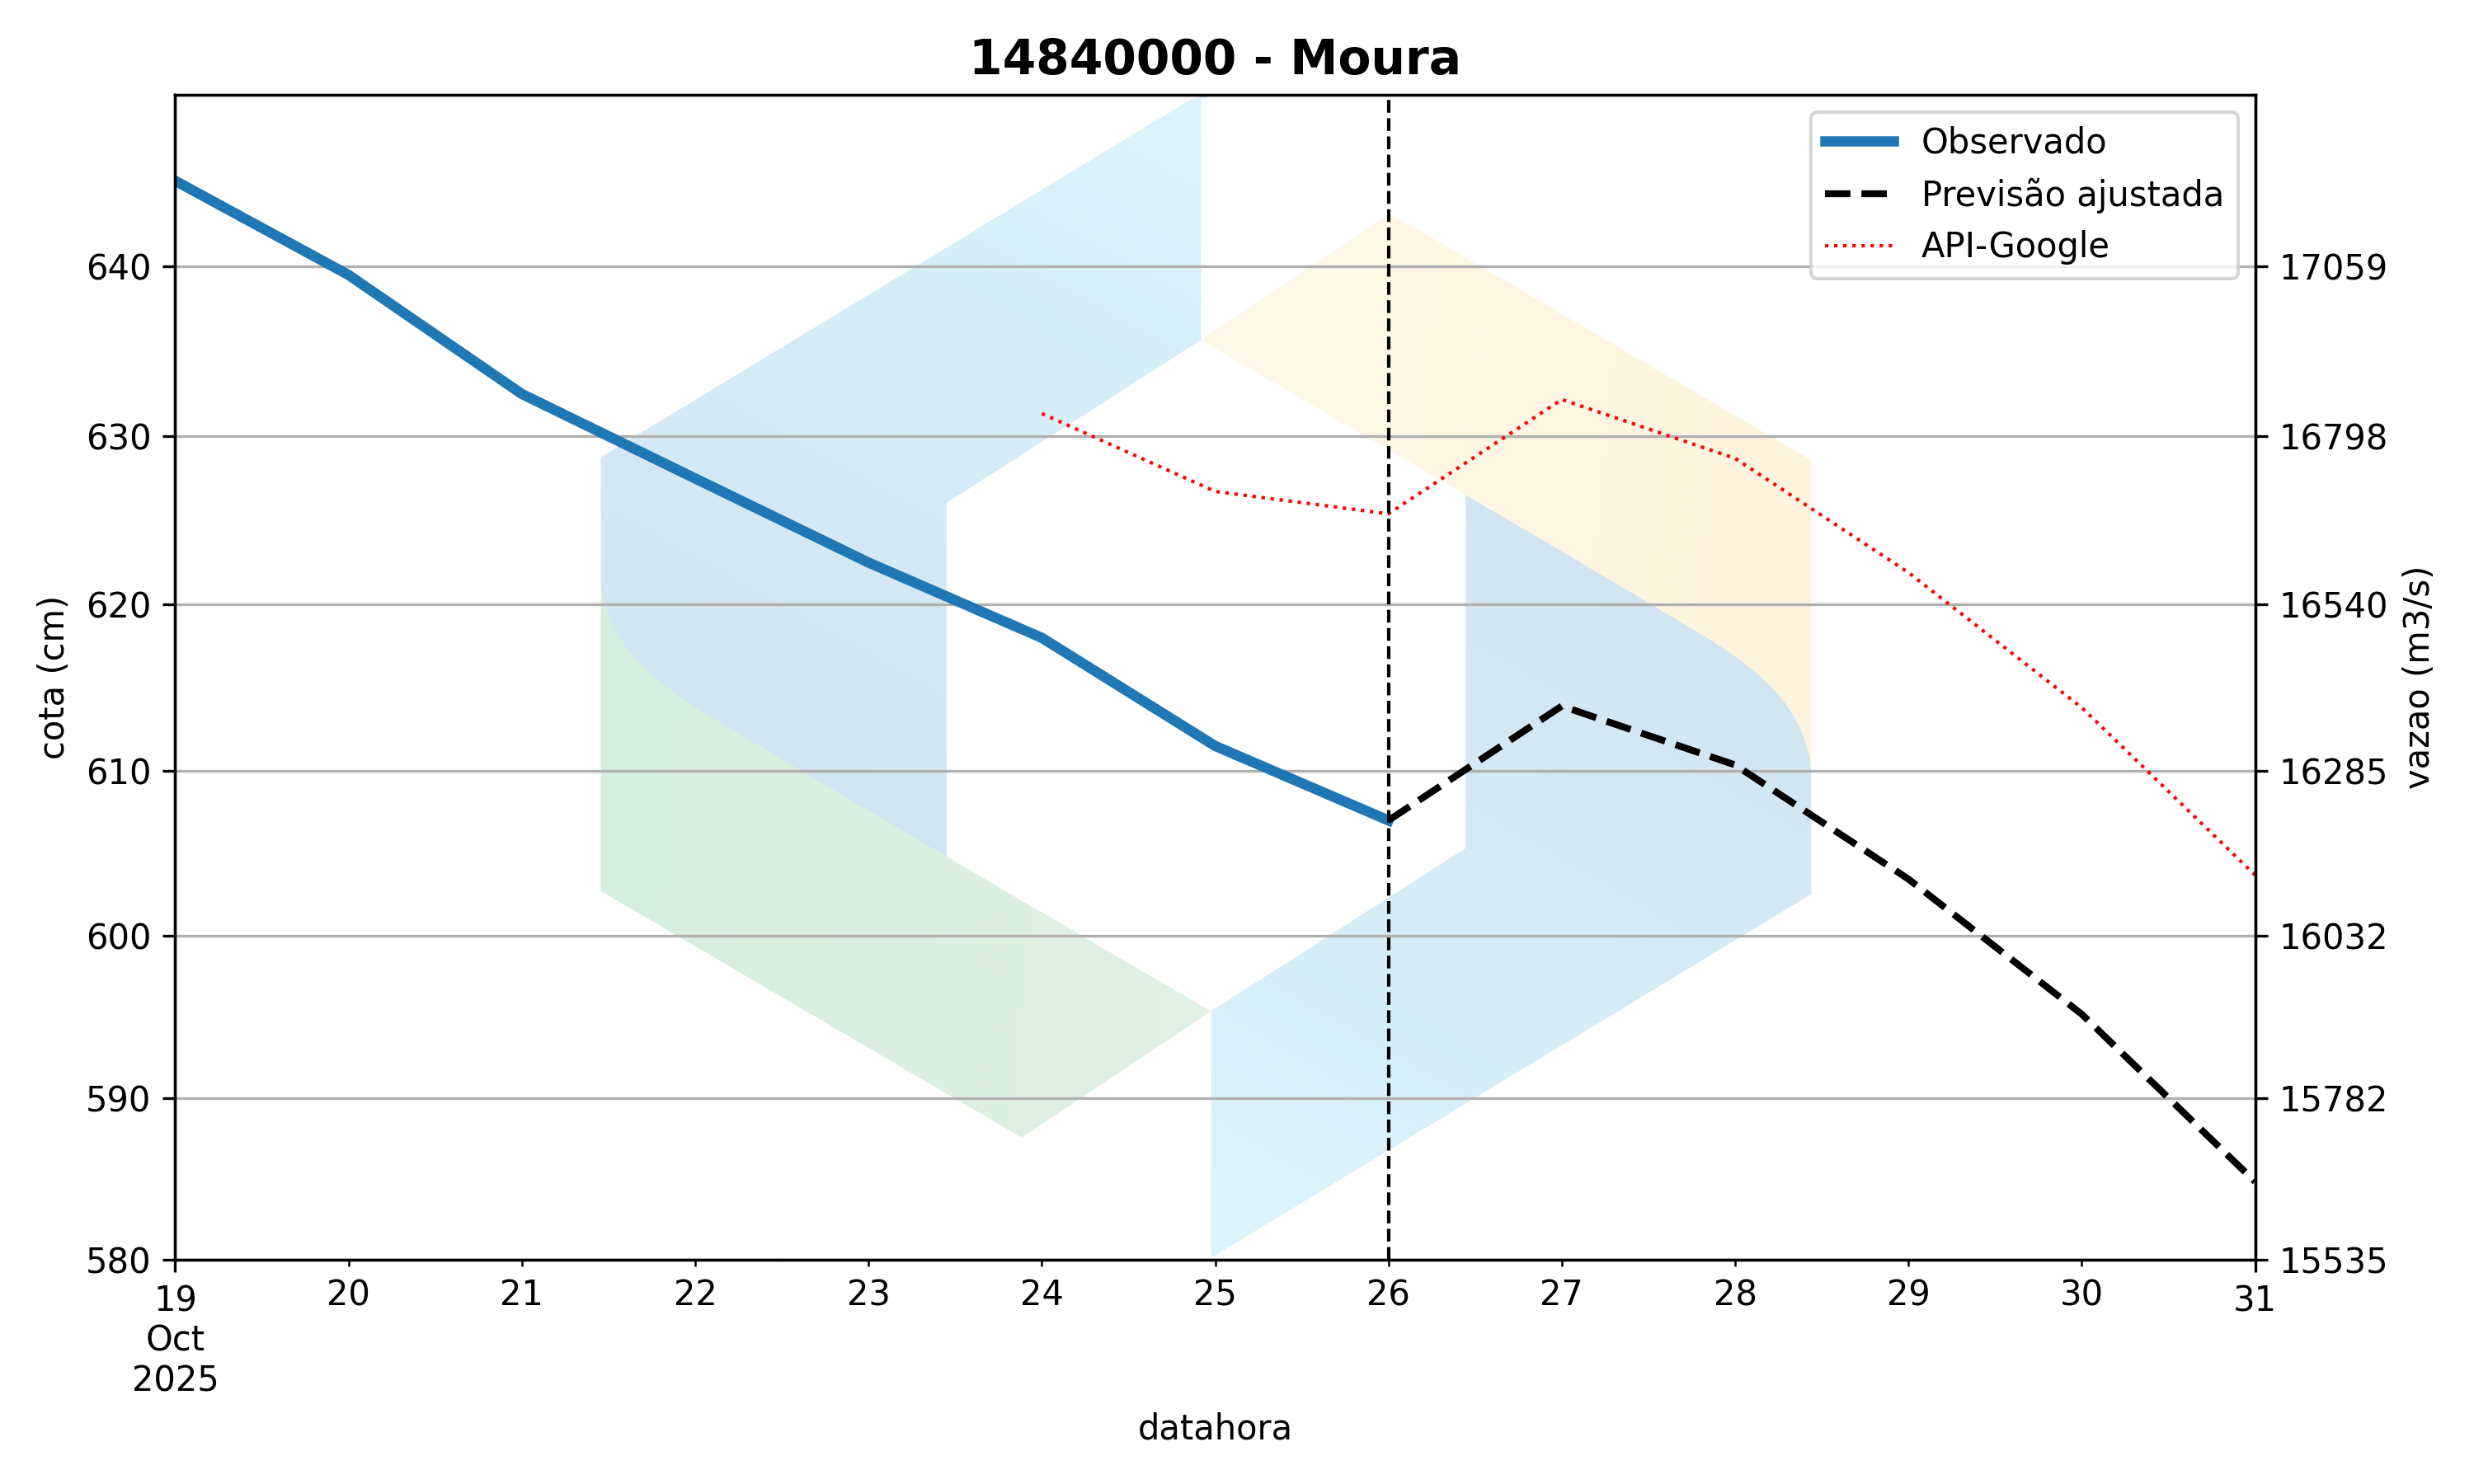 14840000 - Moura
Observado
Previsão ajustada
API-Google
640
630
620
610
600
590
580
cota (cm)
17059
16798
16540
16285
16032
15782
15535
vazao (m3/s)
19 20 21 22 23 24 25 26 27 28 29 30 31
Oct
2025
datahora